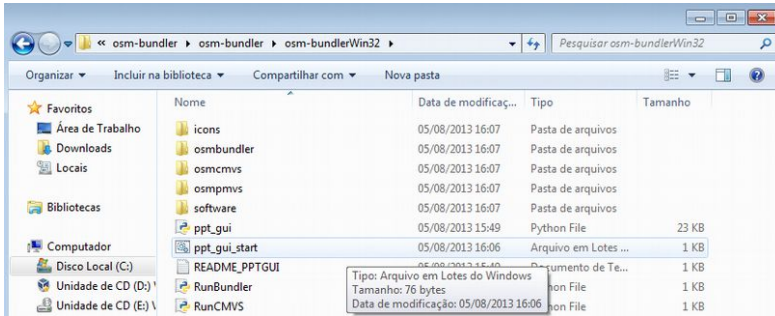 « osm-bundler ▸ osm-bundler ▸ osm-bundlerWin32 ▸ Pesquisar osm-bundlerWin32
Organizar Incluir na biblioteca Compartilhar com Nova pasta
Favoritos
Área de Trabalho
Downloads
Locais
Bibliotecas
Computador
Disco Local (C:)
Unidade de CD (D:) \
Unidade de CD (E:) \
Nome Data de modificaç... Tipo Tamanho
icons 05/08/2013 16:07 Pasta de arquivos
osmbundler 05/08/2013 16:07 Pasta de arquivos
osmcmvs 05/08/2013 16:07 Pasta de arquivos
osmpmvs 05/08/2013 16:07 Pasta de arquivos
software 05/08/2013 16:07 Pasta de arquivos
ppt_gui 05/08/2013 15:49 Python File 23 KB
ppt_gui_start 05/08/2013 16:06 Arquivo em Lotes ... 1 KB
README_PPTGUI de Te... 1 KB
RunBundler hon File 1 KB
RunCMVS hon File 1 KB
Tipo: Arquivo em Lotes do Windows
Tamanho: 76 bytes
Data de modificação: 05/08/2013 16:06